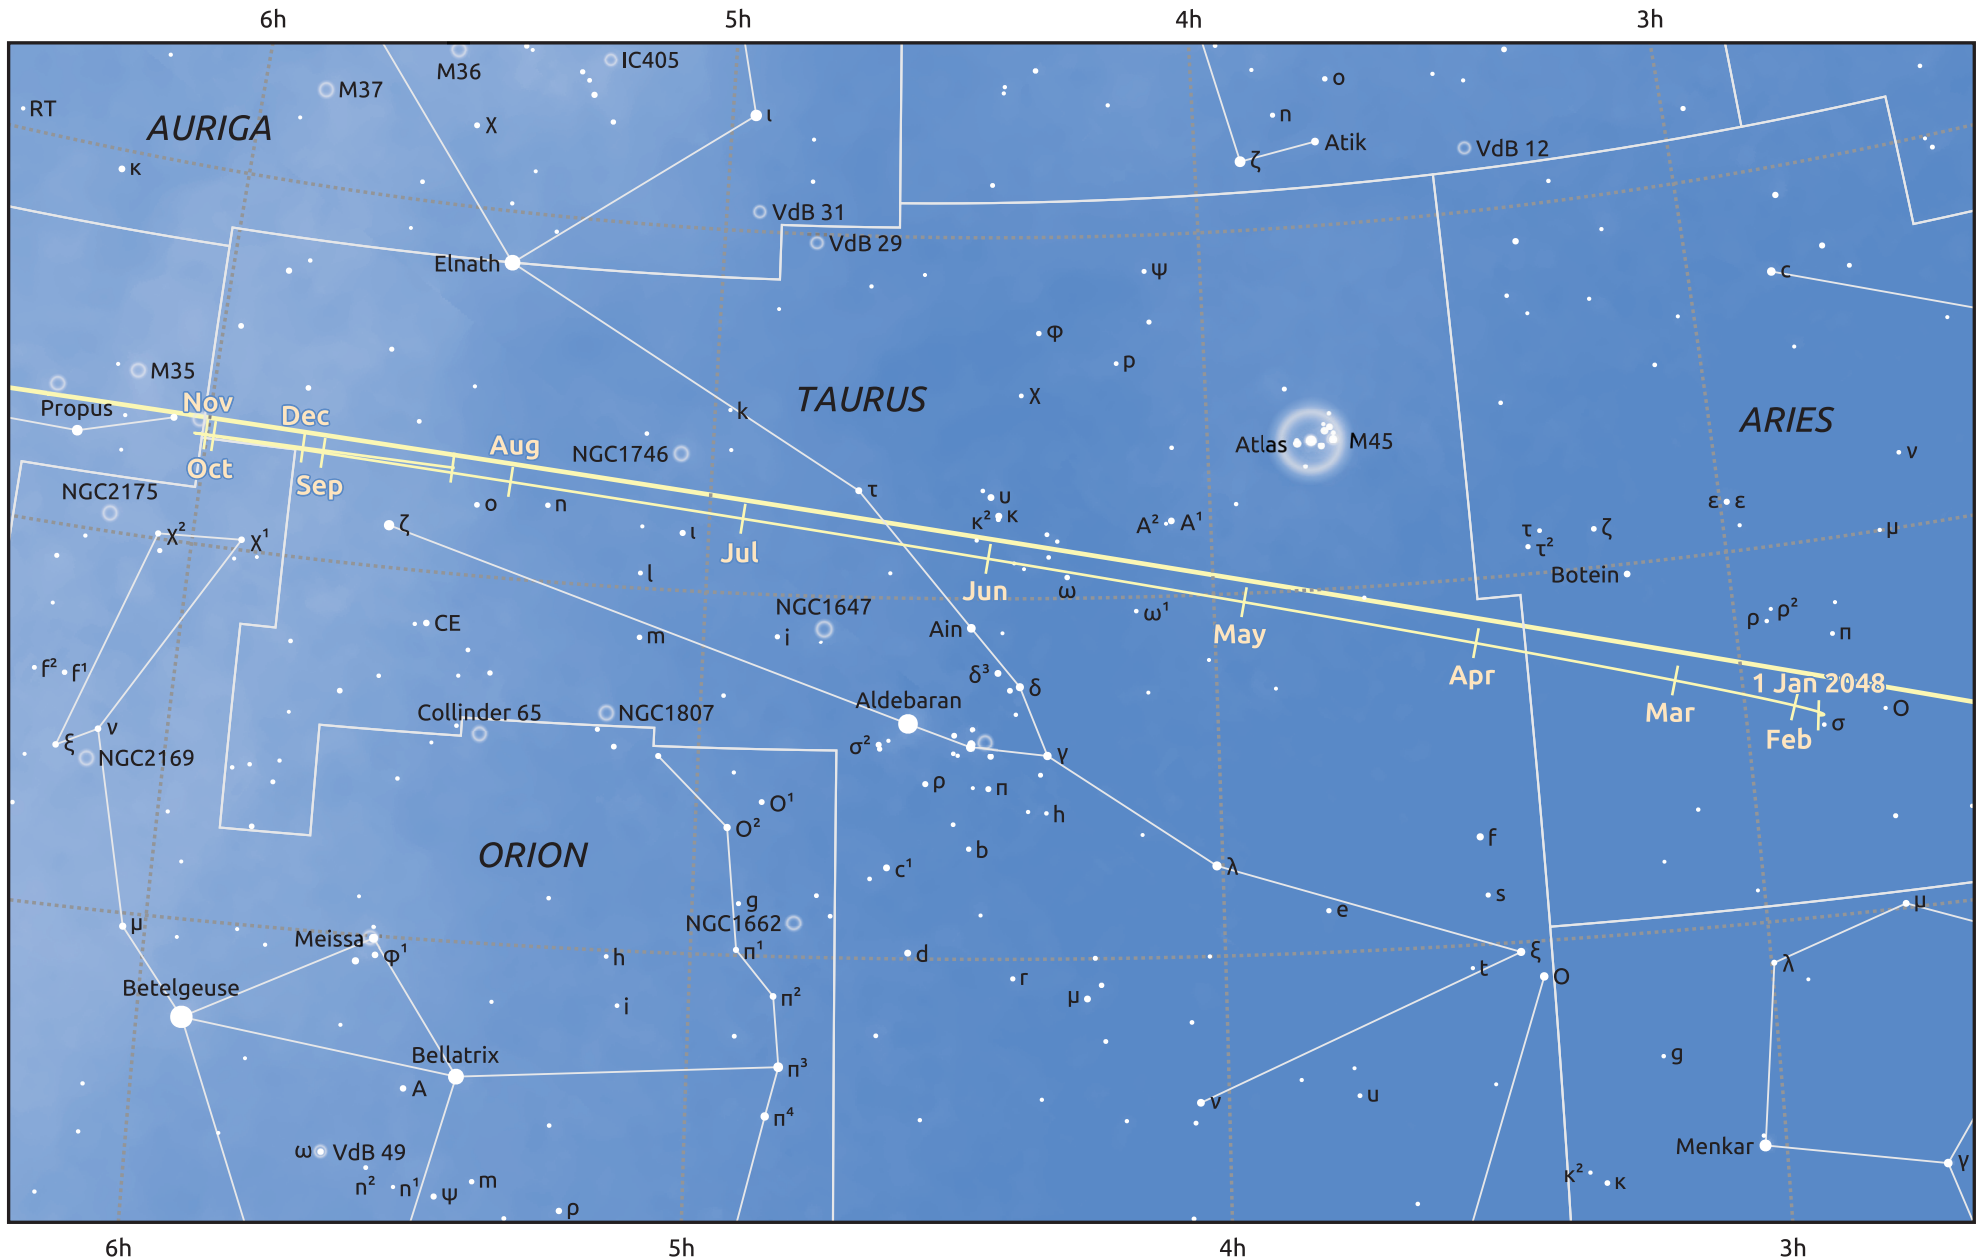 6h 5h 4h 3h
M36 IC405
M37 ο
RT AURIGA χ ι η
κ Atik
ζ VdB 12
VdB 31
VdB 29
Elnath ψ c
φ
ρ
M35 χ
Propus Nov Dec k TAURUS ARIES
Aug Atlas M45
NGC1746 ν
Oct Sep
NGC2175 τ υ ε ε
ο n κ² κ A² A¹
χ² χ¹ ζ ι τ ζ μ
Jul τ²
l Jun ω Botein
NGC1647 ω¹ ρ ρ²
CE m i Ain May π
f² f¹ δ³ δ Apr 1 Jan 2048
Collinder 65 NGC1807 Aldebaran Mar Ο
ξ ν σ² γ Feb σ
NGC2169
ρ π
Ο¹
Ο² h
ORION b f
c¹ λ
g s
μ NGC1662 e μ
Meissa φ¹ π¹
h d ξ
t λ
Betelgeuse π² r Ο
i μ
Bellatrix g
A π³
ν u
π⁴
ω VdB 49 Menkar
γ
n² n¹ ψ m κ² κ
ρ
6h 5h 4h 3h